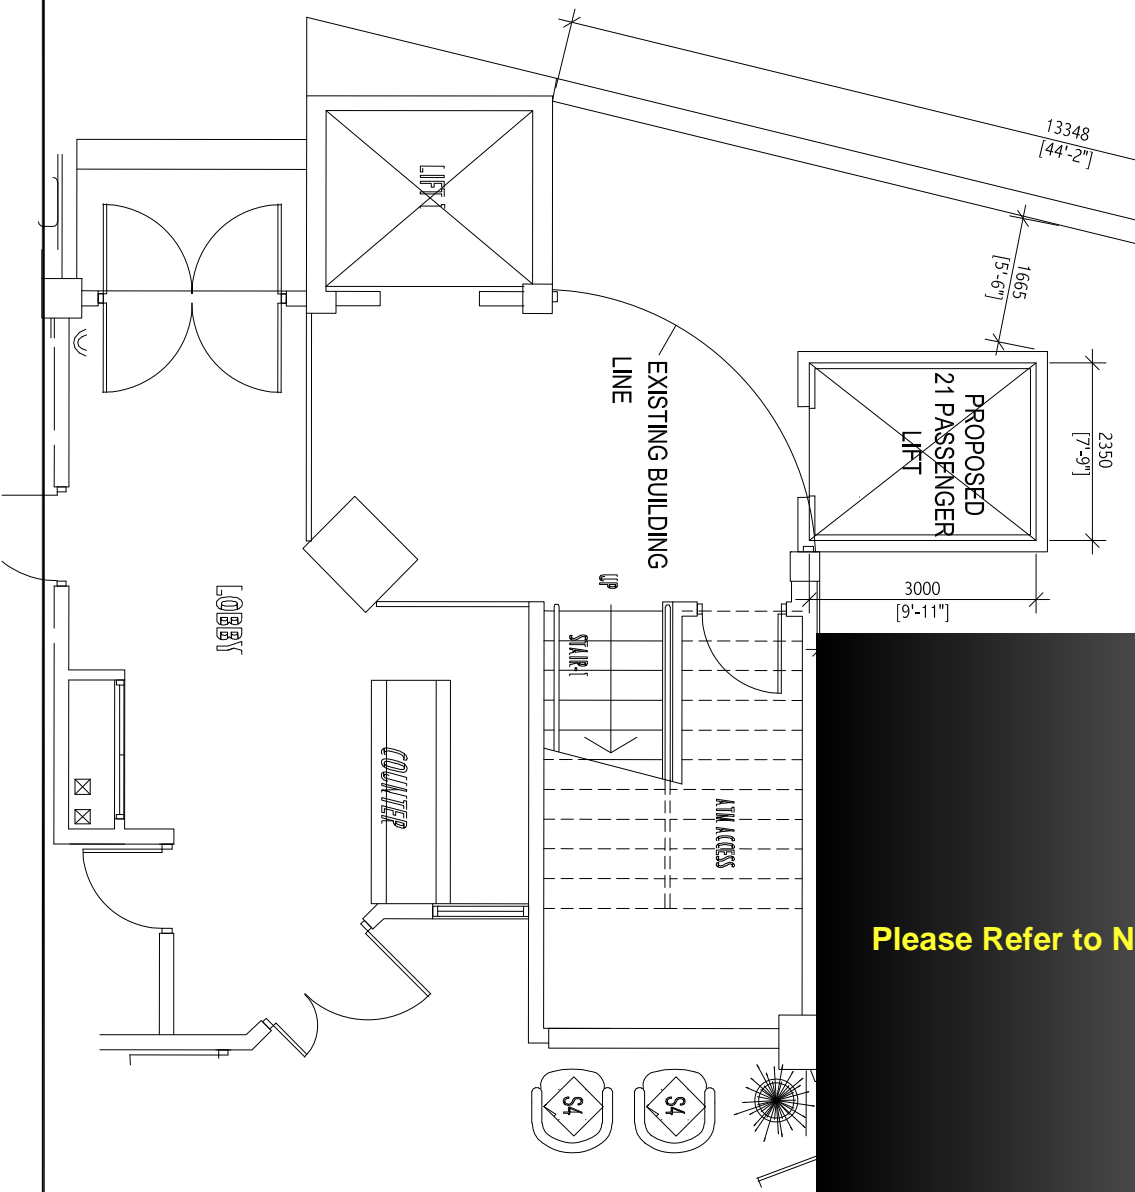 13348
[44'-2"]
LIFT
1665
[5'-6"]
EXISTING BUILDING
LINE
PROPOSED
21 PASSENGER
LIFT
2350
[7'-9"]
3000
[9'-11"]
UP
STAIR-1
LOBBY
COUNTER
ATM ACCESS
Please Refer to N
S4
S4